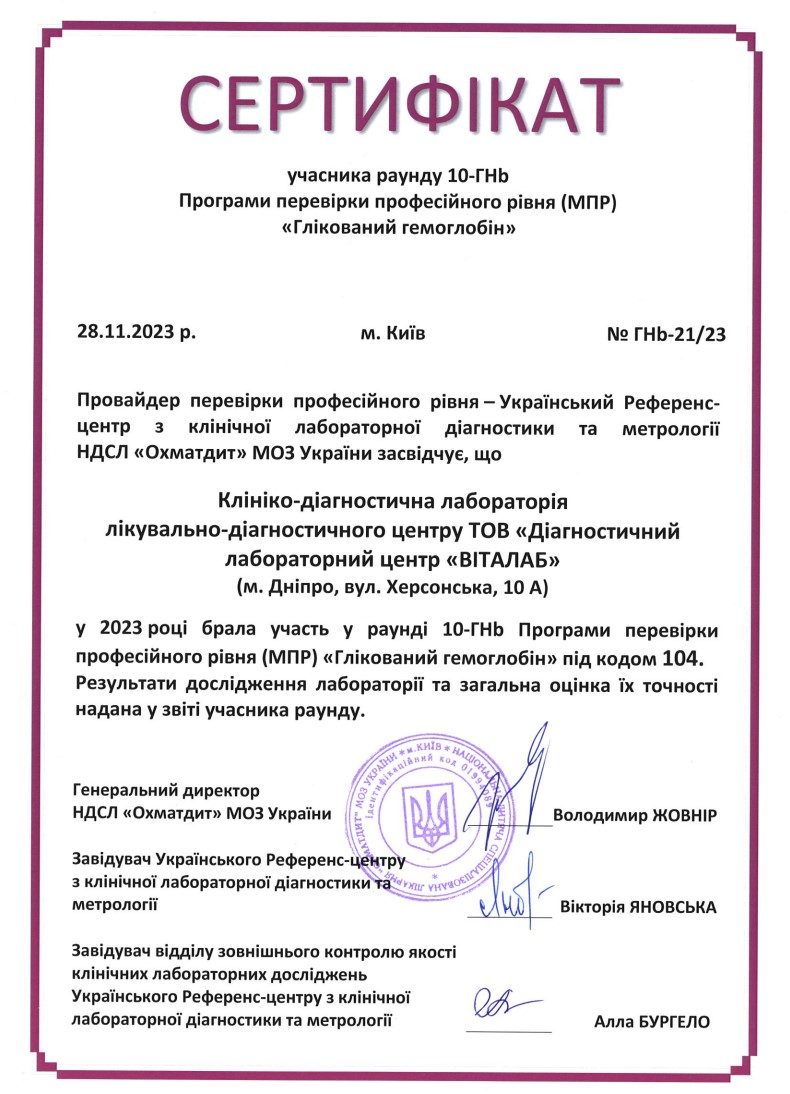 СЕРТИФІКАТ
учасника раунду 10-ГНb
Програми перевірки професійного рівня (МПР)
«Глікований гемоглобін»
28.11.2023 р. м. Київ № ГНb-21/23
Провайдер перевірки професійного рівня – Український Референс-
центр з клінічної лабораторної діагностики та метрології
НДСЛ «Охматдит» МОЗ України засвідчує, що
Клініко-діагностична лабораторія
лікувально-діагностичного центру ТОВ «Діагностичний
лабораторний центр «ВІТАЛАБ»
(м. Дніпро, вул. Херсонська, 10 А)
у 2023 році брала участь у раунді 10-ГНb Програми перевірки
професійного рівня (МПР) «Глікований гемоглобін» під кодом 104.
Результати дослідження лабораторії та загальна оцінка їх точності
надана у звіті учасника раунду.
Генеральний директор
НДСЛ «Охматдит» МОЗ України Володимир ЖОВНІР
Завідувач Українського Референс-центру
з клінічної лабораторної діагностики та
метрології Вікторія ЯНОВСЬКА
Завідувач відділу зовнішнього контролю якості
клінічних лабораторних досліджень
Українського Референс-центру з клінічної
лабораторної діагностики та метрології Алла БУРГЕЛО
м.КИЇВ * НАЦІОНАЛЬНА ДИТЯЧА СПЕЦІАЛІЗОВАНА ЛІКАРНЯ "ОХМАТДИТ" МОЗ УКРАЇНИ *
Ідентифікаційний код 01994089